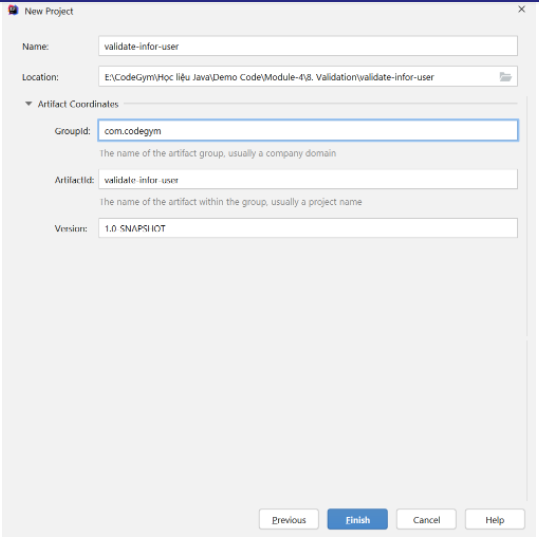 New Project
Name: validate-infor-user
Location: E:\CodeGym\Học liệu Java\Demo Code\Module-4\8. Validation\validate-infor-user
Artifact Coordinates
GroupId: com.codegym
The name of the artifact group, usually a company domain
ArtifactId: validate-infor-user
The name of the artifact within the group, usually a project name
Version: 1.0-SNAPSHOT
Previous Finish Cancel Help